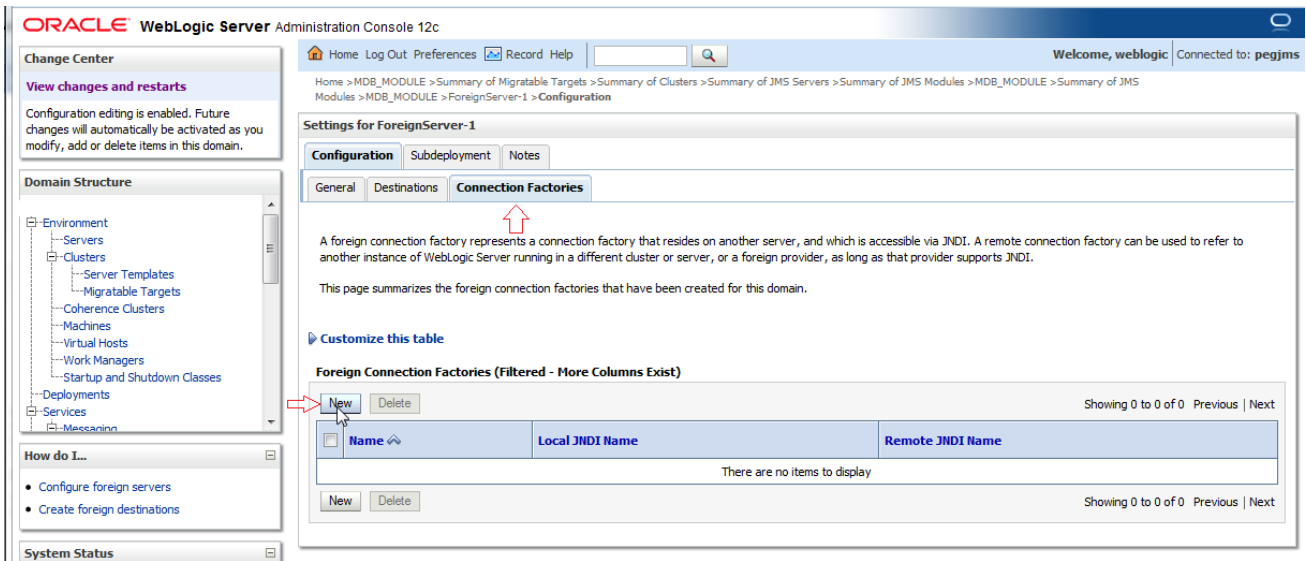 ORACLE WebLogic Server Administration Console 12c
Change Center
View changes and restarts
Configuration editing is enabled. Future
changes will automatically be activated as you
modify, add or delete items in this domain.
Domain Structure
Environment
Servers
Clusters
Server Templates
Migratable Targets
Coherence Clusters
Machines
Virtual Hosts
Work Managers
Startup and Shutdown Classes
Deployments
Services
Messaging
How do I...
Configure foreign servers
Create foreign destinations
System Status
Home Log Out Preferences Record Help
Welcome, weblogic Connected to: pegjms
Home >MDB_MODULE >Summary of Migratable Targets >Summary of Clusters >Summary of JMS Servers >Summary of JMS Modules >MDB_MODULE >Summary of JMS
Modules >MDB_MODULE >ForeignServer-1 >Configuration
Settings for ForeignServer-1
Configuration Subdeployment Notes
General Destinations Connection Factories
A foreign connection factory represents a connection factory that resides on another server, and which is accessible via JNDI. A remote connection factory can be used to refer to
another instance of WebLogic Server running in a different cluster or server, or a foreign provider, as long as that provider supports JNDI.
This page summarizes the foreign connection factories that have been created for this domain.
Customize this table
Foreign Connection Factories (Filtered - More Columns Exist)
New Delete Showing 0 to 0 of 0 Previous | Next
Name Local JNDI Name Remote JNDI Name
There are no items to display
New Delete Showing 0 to 0 of 0 Previous | Next